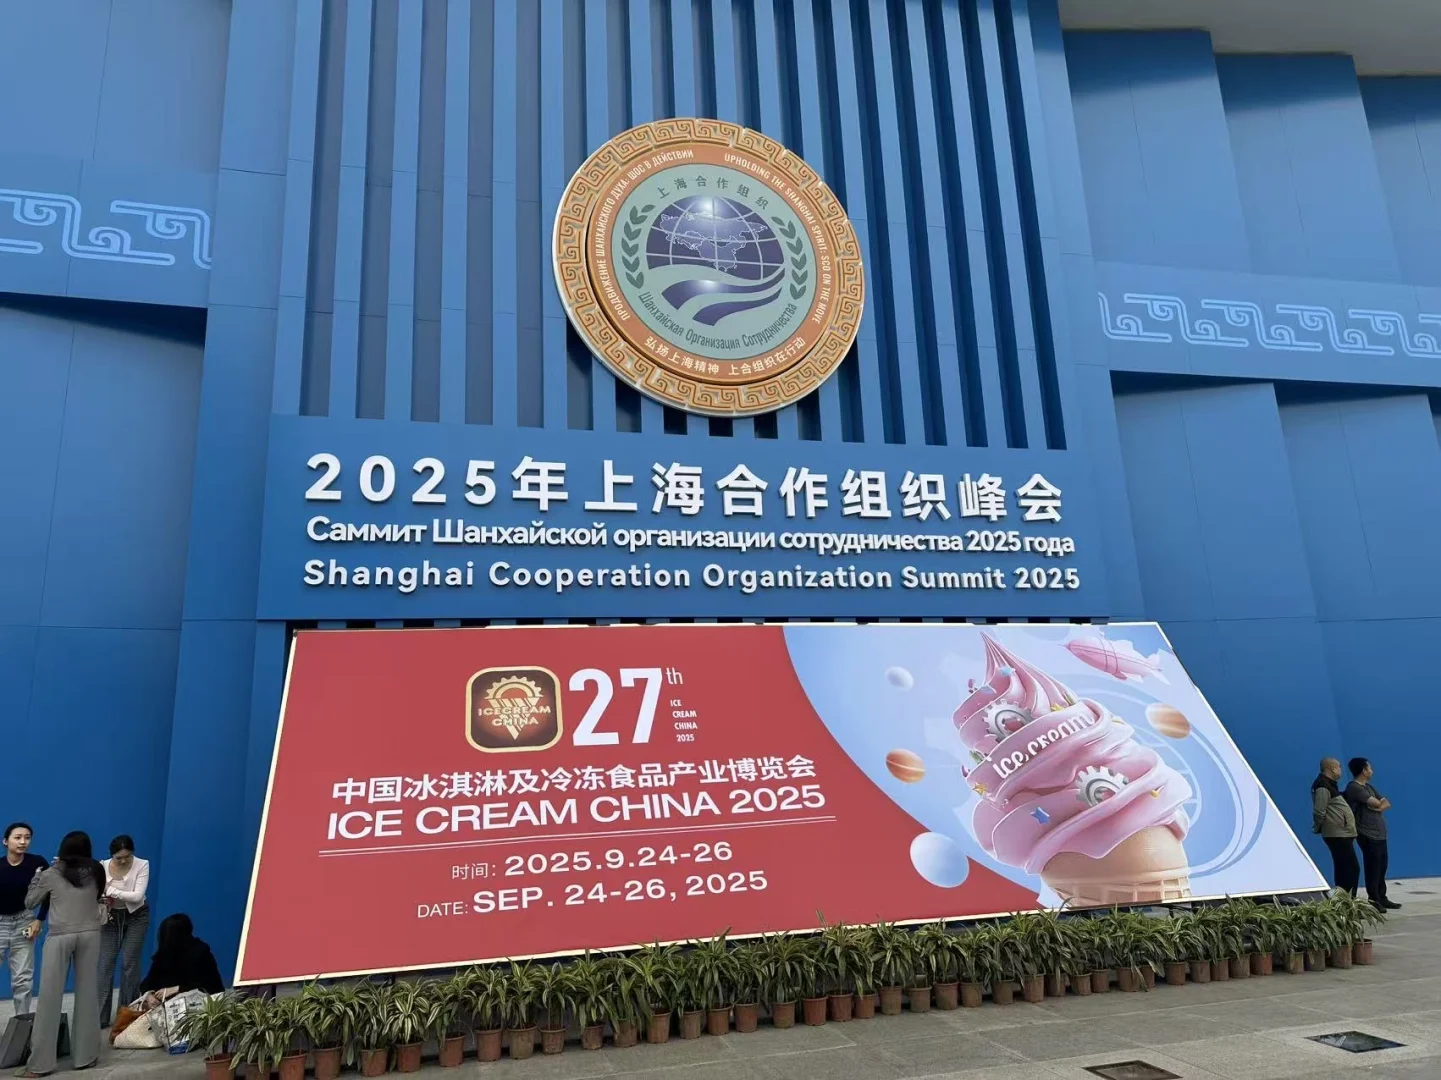 ПРОДВИЖЕНИЕ ШАНХАЙСКОГО ДУХА: ШОС В ДЕЙСТВИИ
UPHOLDING THE SHANGHAI SPIRIT: SCO ON THE MOVE
上海合作组织
Шанхайская Организация Сотрудничества
弘扬上海精神 上合组织在行动
2025年上海合作组织峰会
Саммит Шанхайской организации сотрудничества 2025 года
Shanghai Cooperation Organization Summit 2025
ICECREAM
CHINA
27th
ICE
CREAM
CHINA
2025
中国冰淇淋及冷冻食品产业博览会
ICE CREAM CHINA 2025
时间: 2025.9.24-26
DATE: SEP. 24-26, 2025
ice cream